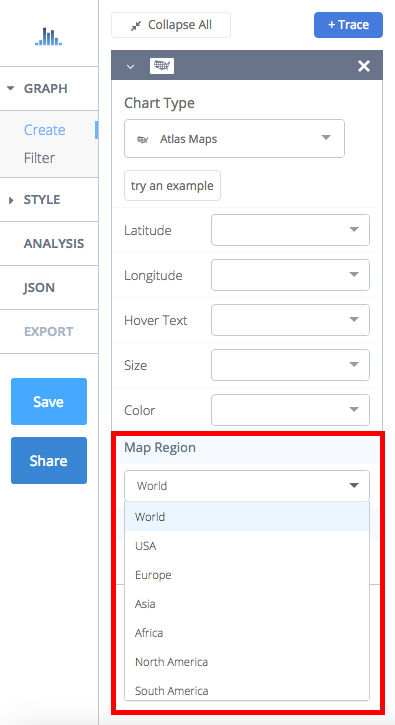 Collapse All
+ Trace
GRAPH
Create
Filter
STYLE
ANALYSIS
JSON
EXPORT
Save
Share
Chart Type
Atlas Maps
try an example
Latitude
Longitude
Hover Text
Size
Color
Map Region
World
World
USA
Europe
Asia
Africa
North America
South America